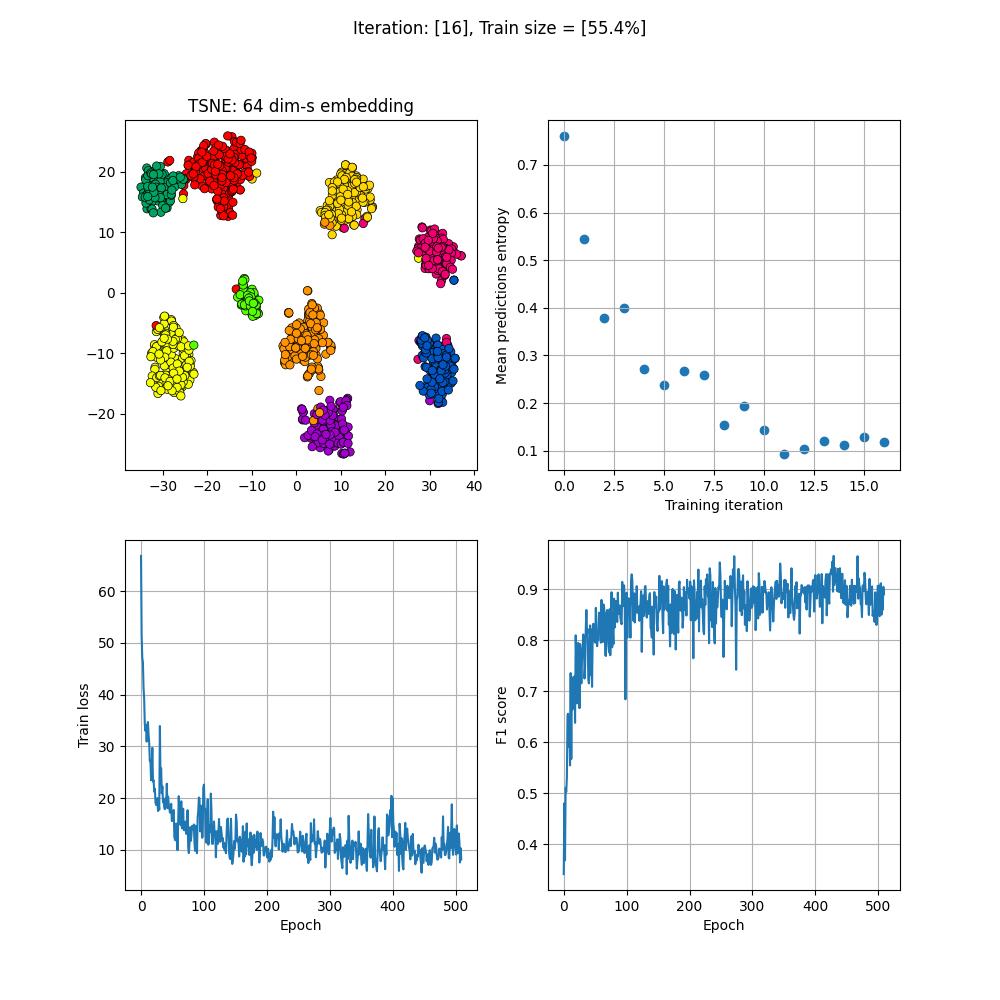 Iteration: [16], Train size = [55.4%]
TSNE: 64 dim-s embedding
20
10
0
−10
−20
−30 −20 −10 0 10 20 30 40
Mean predictions entropy
0.7
0.6
0.5
0.4
0.3
0.2
0.1
0.0 2.5 5.0 7.5 10.0 12.5 15.0
Training iteration
Train loss
60
50
40
30
20
10
0 100 200 300 400 500
Epoch
F1 score
0.9
0.8
0.7
0.6
0.5
0.4
0 100 200 300 400 500
Epoch